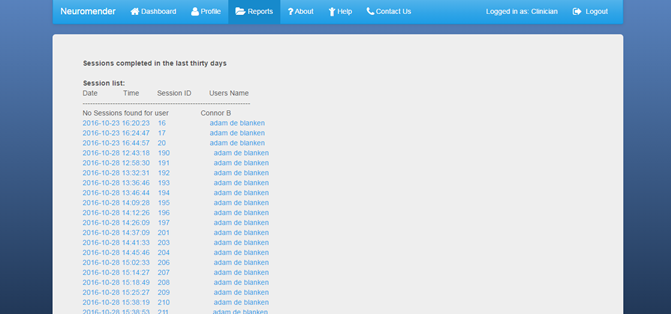 Neuromender Dashboard Profile Reports About Help Contact Us Logged in as: Clinician Logout
Sessions completed in the last thirty days
Session list:
Date Time Session ID Users Name
--------------------------------------------------------------------------------
No Sessions found for user Connor B
2016-10-23 16:20:23 16 adam de blanken
2016-10-23 16:24:47 17 adam de blanken
2016-10-23 16:44:57 20 adam de blanken
2016-10-28 12:43:18 190 adam de blanken
2016-10-28 12:58:30 191 adam de blanken
2016-10-28 13:32:31 192 adam de blanken
2016-10-28 13:36:46 193 adam de blanken
2016-10-28 13:46:44 194 adam de blanken
2016-10-28 14:09:28 195 adam de blanken
2016-10-28 14:12:26 196 adam de blanken
2016-10-28 14:26:09 197 adam de blanken
2016-10-28 14:37:09 201 adam de blanken
2016-10-28 14:41:33 203 adam de blanken
2016-10-28 14:45:46 204 adam de blanken
2016-10-28 15:02:33 206 adam de blanken
2016-10-28 15:14:27 207 adam de blanken
2016-10-28 15:18:49 208 adam de blanken
2016-10-28 15:25:27 209 adam de blanken
2016-10-28 15:38:19 210 adam de blanken
2016-10-28 15:38:53 211 adam de blanken